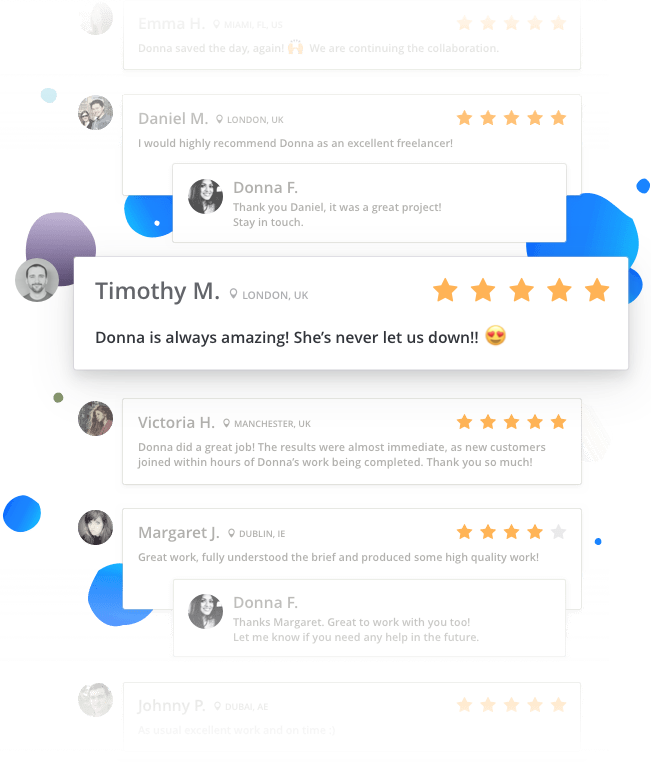 Emma H. MIAMI, FL, US
Donna saved the day, again! 🙌 We are continuing the collaboration.
Daniel M. LONDON, UK
I would highly recommend Donna as an excellent freelancer!
Donna F.
Thank you Daniel, it was a great project!
Stay in touch.
Timothy M. LONDON, UK
Donna is always amazing! She’s never let us down!! 😍
Victoria H. MANCHESTER, UK
Donna did a great job! The results were almost immediate, as new customers
joined within hours of Donna’s work being completed. Thank you so much!
Margaret J. DUBLIN, IE
Great work, fully understood the brief and produced some high quality work!
Donna F.
Thanks Margaret. Great to work with you too!
Let me know if you need any help in the future.
Johnny P. DUBAI, AE
As usual excellent work and on time :)